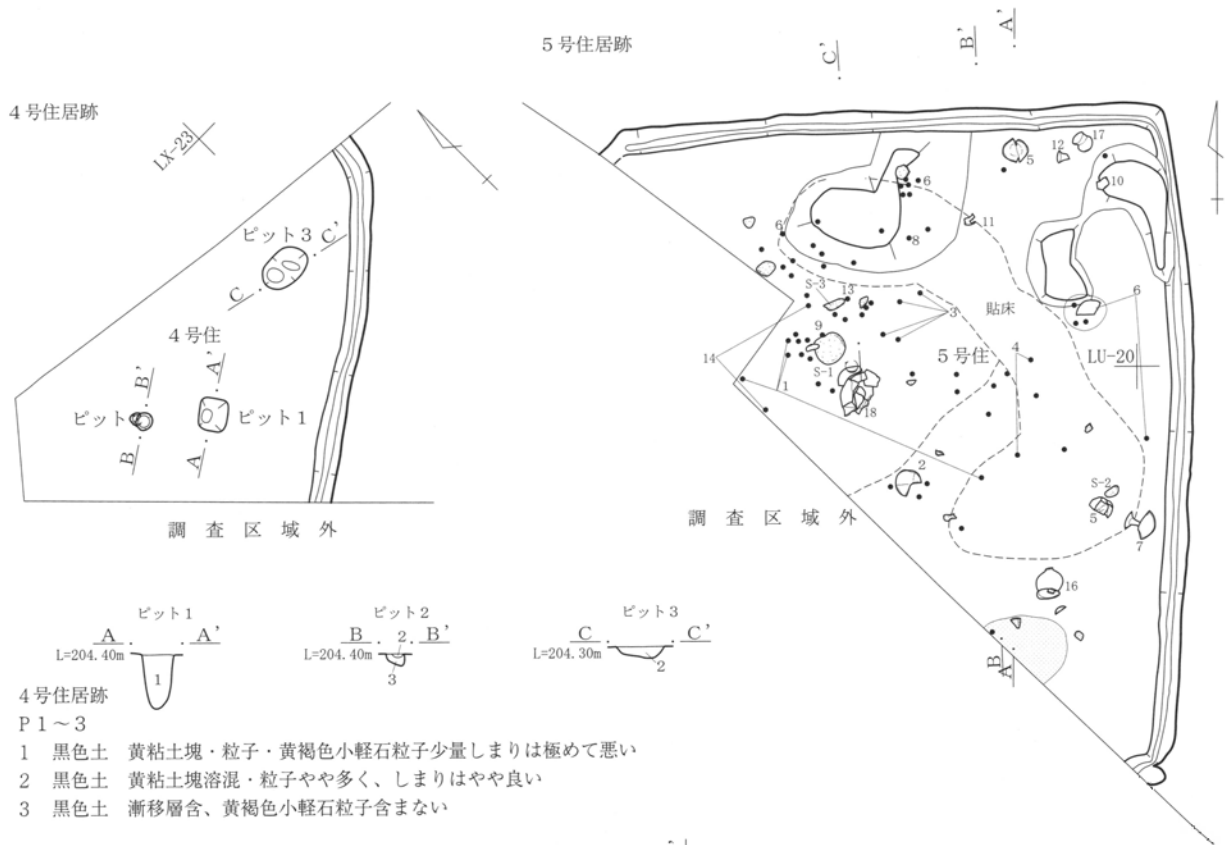 5号住居跡
C'
B'
A'
4号住居跡
LX-23
ピット3
C'
C
4号住
A'
B'
ピット
ピット1
B
A
調査区域外
17
12
5
10
6
11
6
8
S-3
13
3
貼床
6
9
4
5号住
LU-20
14
S-1
1
18
2
S-2
5
7
調査区域外
16
B
A
ピット1
A
A'
L=204.40m
1
ピット2
B
2
B'
L=204.40m
3
ピット3
C
C'
L=204.30m
2
4号住居跡
P1~3
1 黒色土 黄粘土塊・粒子・黄褐色小軽石粒子少量しまりは極めて悪い
2 黒色土 黄粘土塊溶混・粒子やや多く、しまりはやや良い
3 黒色土 漸移層含、黄褐色小軽石粒子含まない